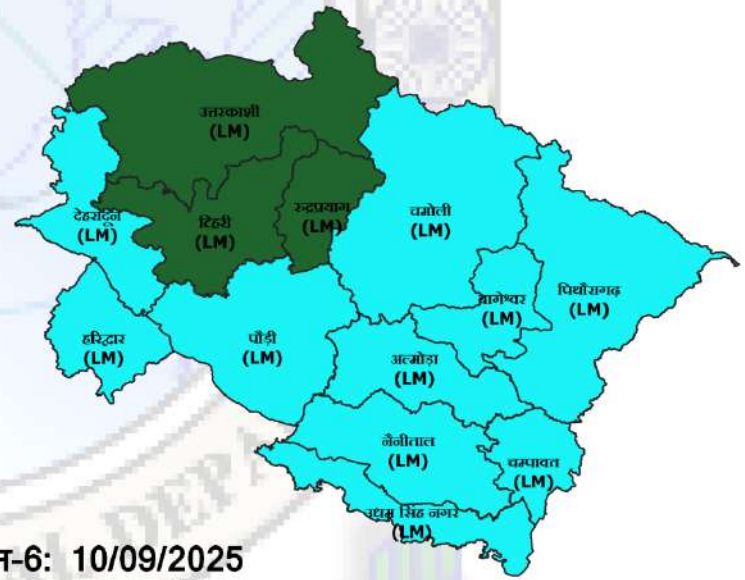 उत्तरकाशी
(LM)
देहरादून
(LM)
टिहरी
(LM)
रुद्रप्रयाग
(LM)
चमोली
(LM)
बागेश्वर
(LM)
पिथौरागढ़
(LM)
हरिद्वार
(LM)
पौड़ी
(LM)
अल्मोड़ा
(LM)
नैनीताल
(LM)
चम्पावत
(LM)
उधम सिंह नगर
(LM)
न-6: 10/09/2025